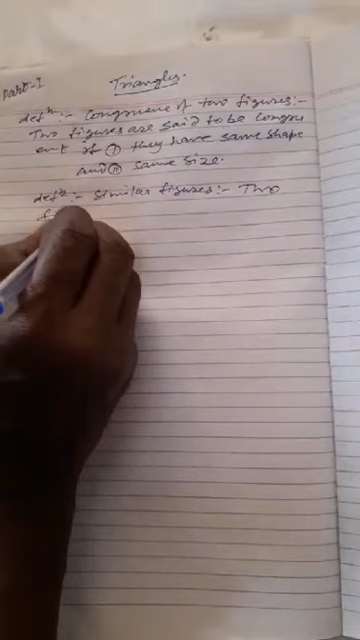 Part-I
Triangles.
defⁿ:- Congruence of two figures:-
Two figures are said to be congru
ent if (i) they have same shape
and (ii) same size.
defⁿ:- Similar figures:- Two
f